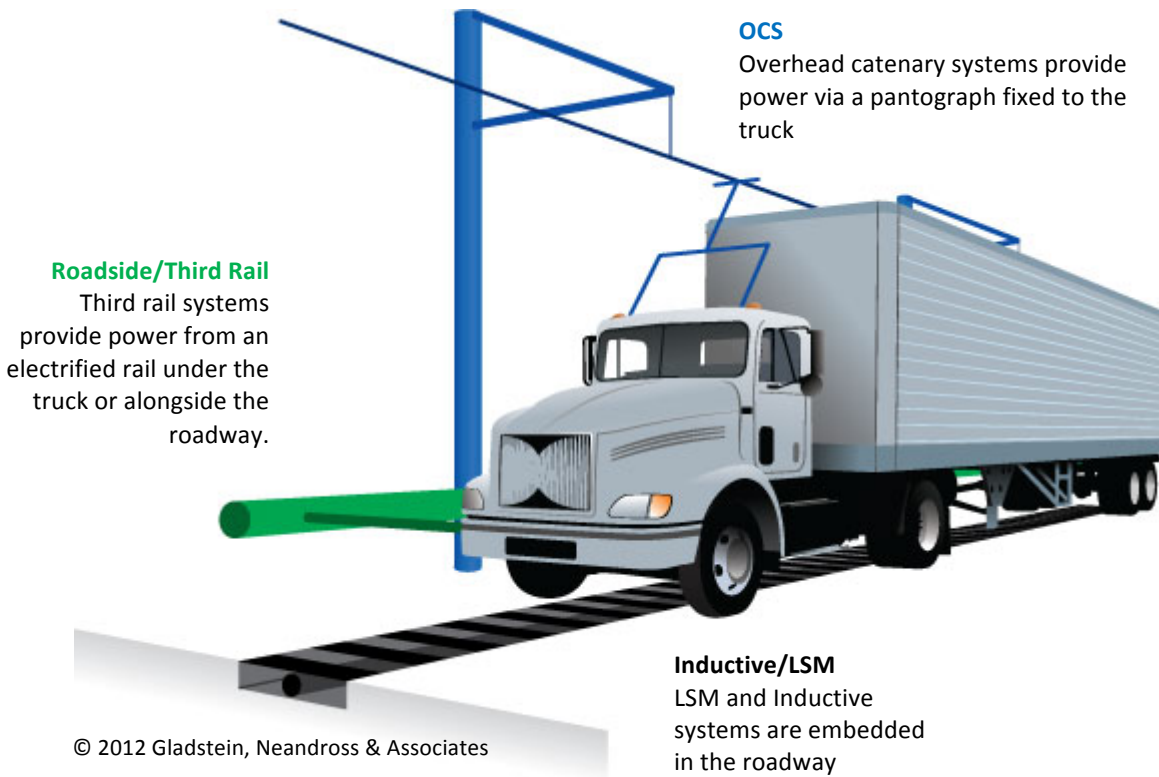 OCS
Overhead catenary systems provide
power via a pantograph fixed to the
truck
Roadside/Third Rail
Third rail systems
provide power from an
electrified rail under the
truck or alongside the
roadway.
Inductive/LSM
LSM and Inductive
systems are embedded
in the roadway
© 2012 Gladstein, Neandross & Associates